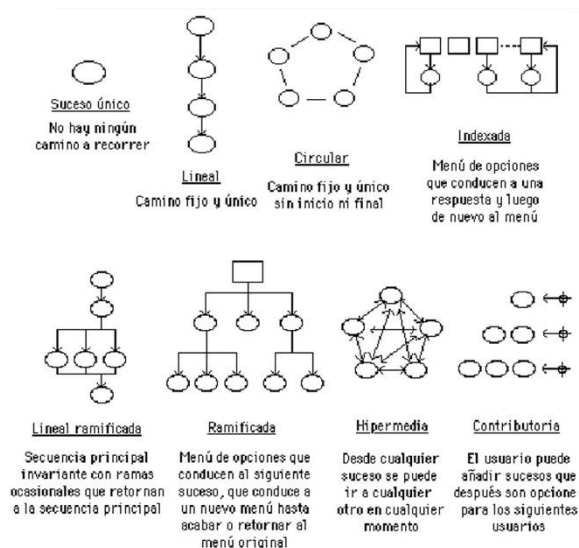 Suceso único
No hay ningún
camino a recorrer
Lineal
Camino fijo y único
Circular
Camino fijo y único
sin inicio ni final
Indexada
Menú de opciones
que conducen a una
respuesta y luego
de nuevo al menú
Lineal ramificada
Secuencia principal
invariante con ramas
ocasionales que retornan
a la secuencia principal
Ramificada
Menú de opciones que
conducen al siguiente
suceso, que conduce a
un nuevo menú hasta
acabar o retornar al
menú original
Hipermedia
Desde cualquier
suceso se puede
ir a cualquier
otro en cualquier
momento
Contributoria
El usuario puede
añadir sucesos que
después son opcione
para los siguientes
usuarios